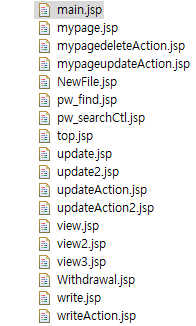 main.jsp
mypage.jsp
mypagedeleteAction.jsp
mypageupdateAction.jsp
NewFile.jsp
pw_find.jsp
pw_searchCtl.jsp
top.jsp
update.jsp
update2.jsp
updateAction.jsp
updateAction2.jsp
view.jsp
view2.jsp
view3.jsp
Withdrawal.jsp
write.jsp
writeAction.jsp